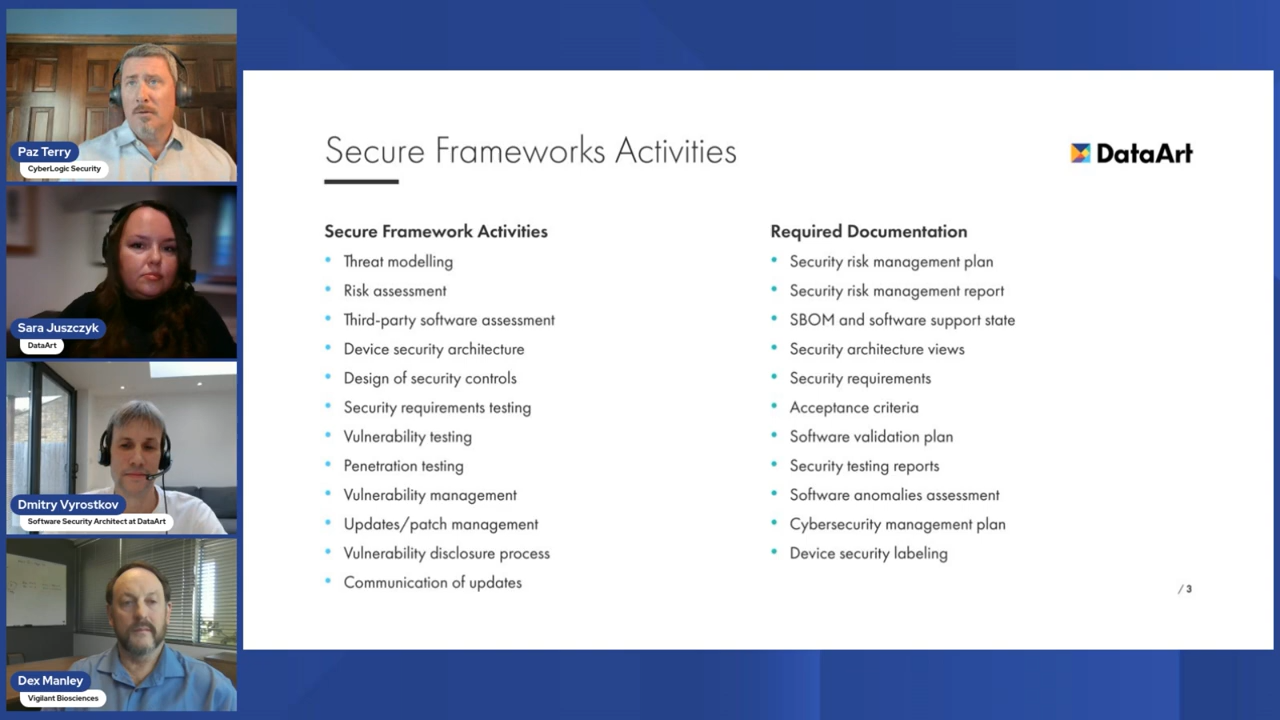 Paz Terry
CyberLogic Security
Sara Juszczyk
DataArt
Dmitry Vyrostkov
Software Security Architect at DataArt
Dex Manley
Vigilant Biosciences
Secure Frameworks Activities
DataArt
Secure Framework Activities
Threat modelling
Risk assessment
Third-party software assessment
Device security architecture
Design of security controls
Security requirements testing
Vulnerability testing
Penetration testing
Vulnerability management
Updates/patch management
Vulnerability disclosure process
Communication of updates
Required Documentation
Security risk management plan
Security risk management report
SBOM and software support state
Security architecture views
Security requirements
Acceptance criteria
Software validation plan
Security testing reports
Software anomalies assessment
Cybersecurity management plan
Device security labeling
/ 3